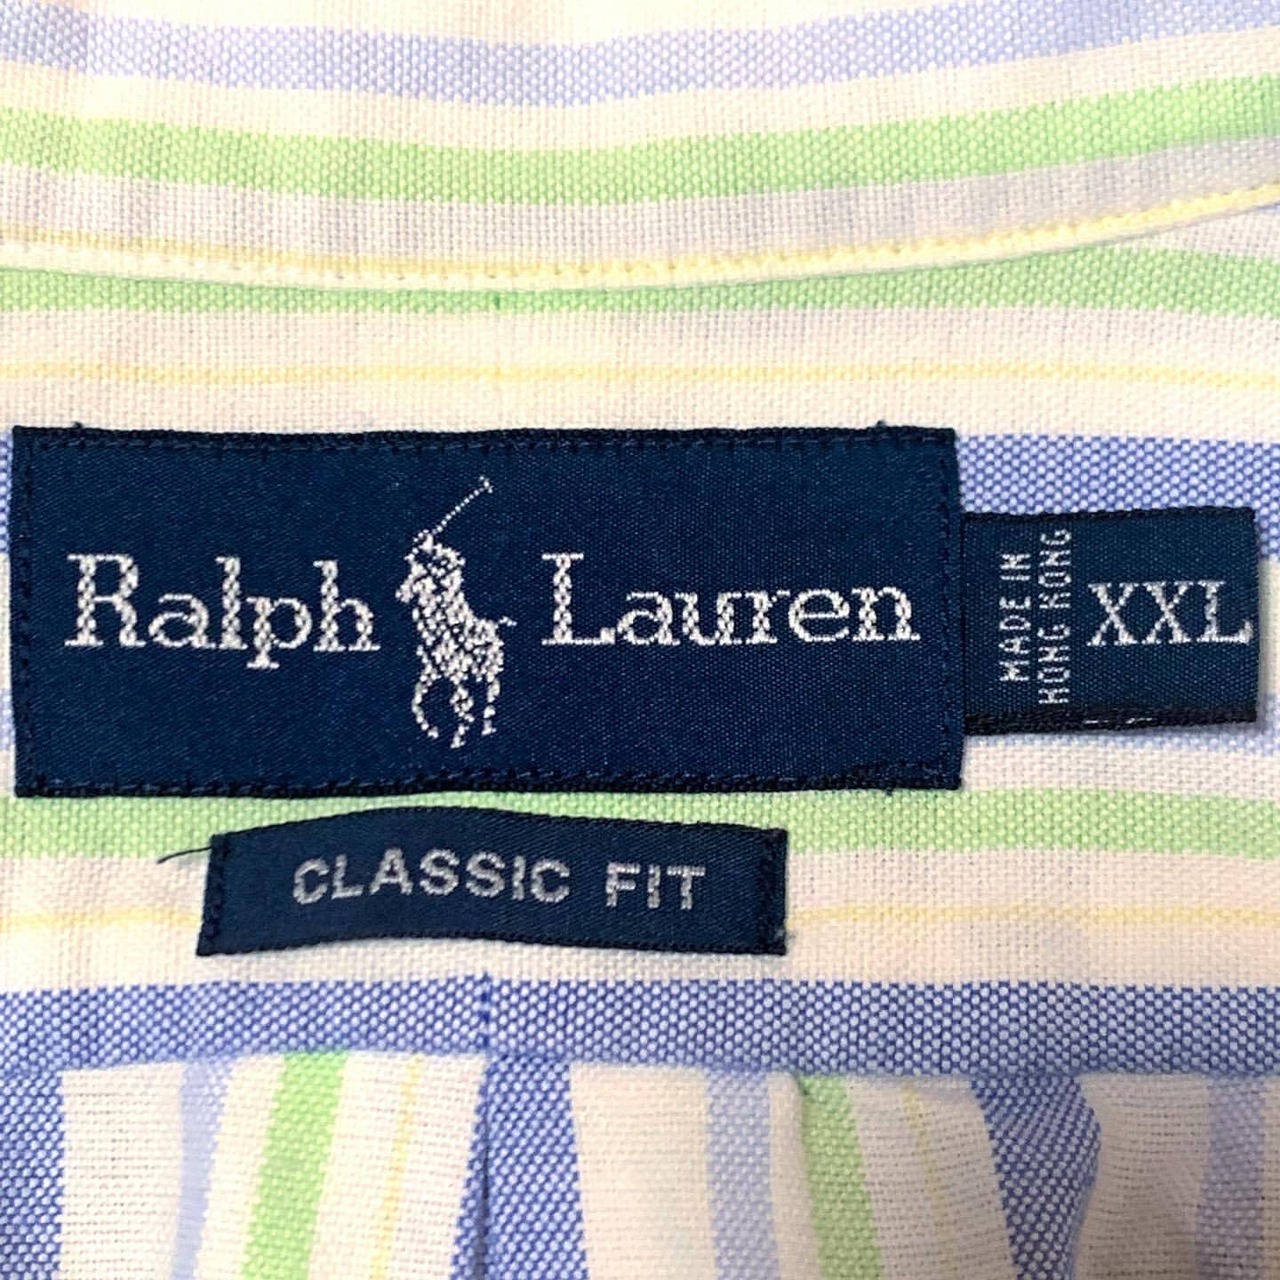 Ralph Lauren
MADE IN
HONG KONG
XXL
CLASSIC FIT